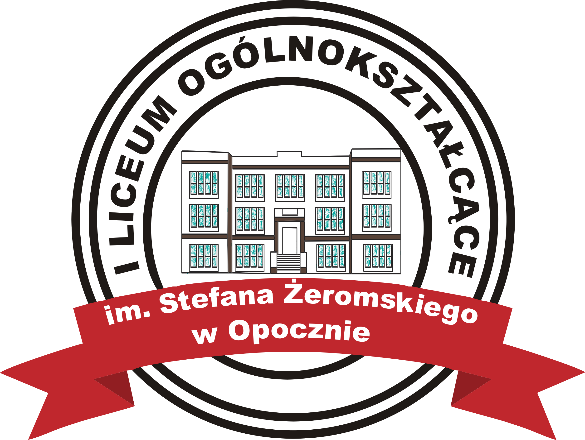 I LICEUM OGÓLNOKSZTAŁCĄCE
im. Stefana Żeromskiego
w Opocznie